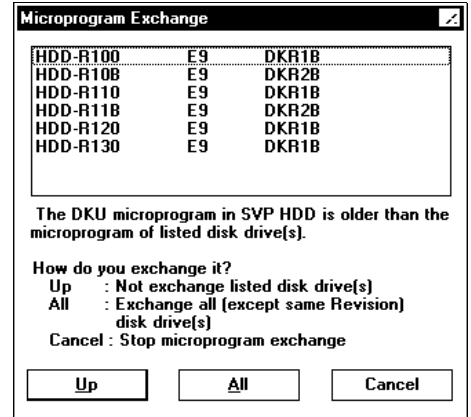 Microprogram Exchange
HDD-R100 E9 DKR1B
HDD-R10B E9 DKR2B
HDD-R110 E9 DKR1B
HDD-R11B E9 DKR2B
HDD-R120 E9 DKR1B
HDD-R130 E9 DKR1B
The DKU microprogram in SVP HDD is older than the
microprogram of listed disk drive(s).
How do you exchange it?
Up : Not exchange listed disk drive(s)
All : Exchange all (except same Revision)
disk drive(s)
Cancel : Stop microprogram exchange
Up All Cancel